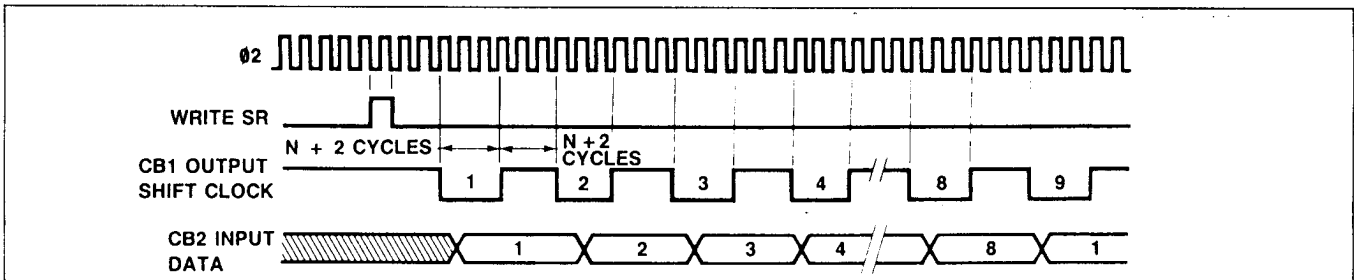 ø2
WRITE SR
N + 2 CYCLES
N + 2
CYCLES
CB1 OUTPUT
SHIFT CLOCK
1 2 3 4 8 9
CB2 INPUT
DATA
1 2 3 4 8 1